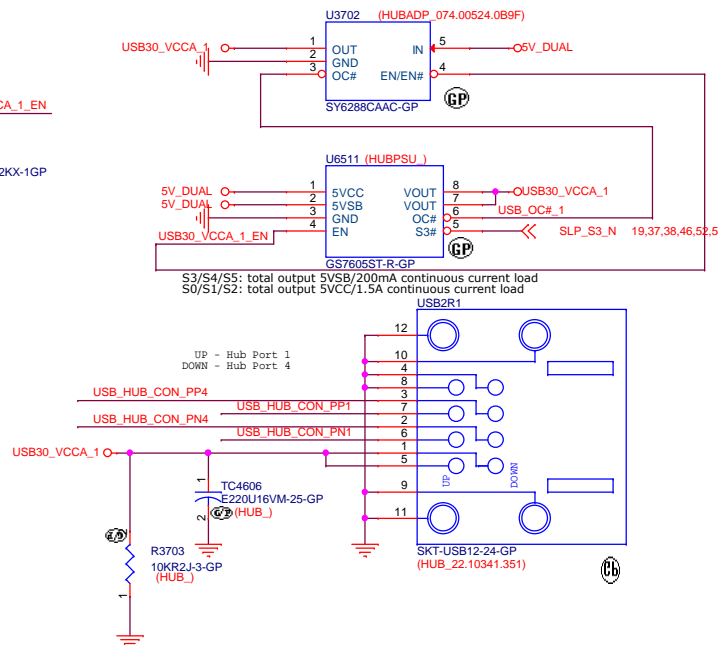 U3702 (HUBADP_074.00524.0B9F)
USB30_VCCA_1 1 OUT IN 5 5V_DUAL
2 GND
3 OC# EN/EN# 4
SY6288CAAC-GP GP
CA_1_EN
2KX-1GP
U6511 (HUBPSU_)
5V_DUAL 1 5VCC VOUT 8 USB30_VCCA_1
5V_DUAL 2 5VSB VOUT 7
3 GND OC# 6 USB_OC#_1
USB30_VCCA_1_EN 4 EN S3# 5 SLP_S3_N 19,37,38,46,52,5
GS7605ST-R-GP GP
S3/S4/S5: total output 5VSB/200mA continuous current load
S0/S1/S2: total output 5VCC/1.5A continuous current load
USB2R1
UP - Hub Port 1
DOWN - Hub Port 4
12
10
4
8
USB_HUB_CON_PP4 3
USB_HUB_CON_PP1 7
USB_HUB_CON_PN4 2
USB_HUB_CON_PN1 6
USB30_VCCA_1 1
5
UP DOWN
9
11
1 TC4606
E220U16VM-25-GP
2 (HUB_)
SKT-USB12-24-GP
(HUB_22.10341.351)
2
R3703
10KR2J-3-GP
(HUB_)
1